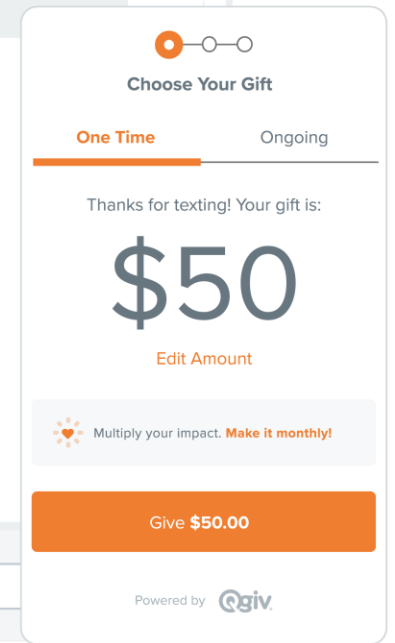 Choose Your Gift
One Time Ongoing
Thanks for texting! Your gift is:
$50
Edit Amount
Multiply your impact. Make it monthly!
Give $50.00
Powered by Qgiv